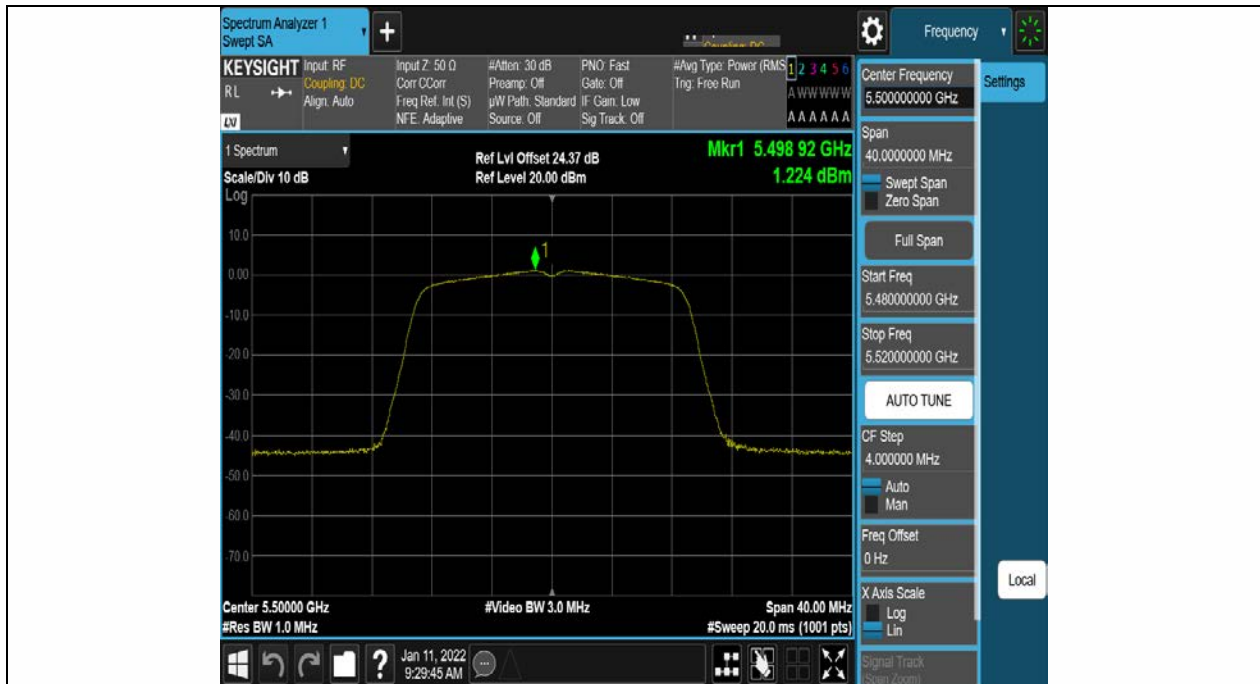 Spectrum Analyzer 1
Swept SA
+
Frequency
KEYSIGHT
RL
LXI
Input: RF
Coupling: DC
Align: Auto
Input Z: 50 Ω
Corr CCorr
Freq Ref: Int (S)
NFE: Adaptive
#Atten: 30 dB
Preamp: Off
µW Path: Standard
Source: Off
PNO: Fast
Gate: Off
IF Gain: Low
Sig Track: Off
#Avg Type: Power (RMS
Trig: Free Run
1 2 3 4 5 6
A W W W W W
A A A A A A
1 Spectrum
Scale/Div 10 dB
Log
Ref Lvl Offset 24.37 dB
Ref Level 20.00 dBm
Mkr1 5.498 92 GHz
1.224 dBm
1
10.0
0.00
-10.0
-20.0
-30.0
-40.0
-50.0
-60.0
-70.0
Center 5.50000 GHz
#Res BW 1.0 MHz
#Video BW 3.0 MHz
Span 40.00 MHz
#Sweep 20.0 ms (1001 pts)
Jan 11, 2022
9:29:45 AM
?
Center Frequency
5.500000000 GHz
Span
40.0000000 MHz
Swept Span
Zero Span
Full Span
Start Freq
5.480000000 GHz
Stop Freq
5.520000000 GHz
AUTO TUNE
CF Step
4.000000 MHz
Auto
Man
Freq Offset
0 Hz
X Axis Scale
Log
Lin
Signal Track
(Span Zoom)
Settings
Local